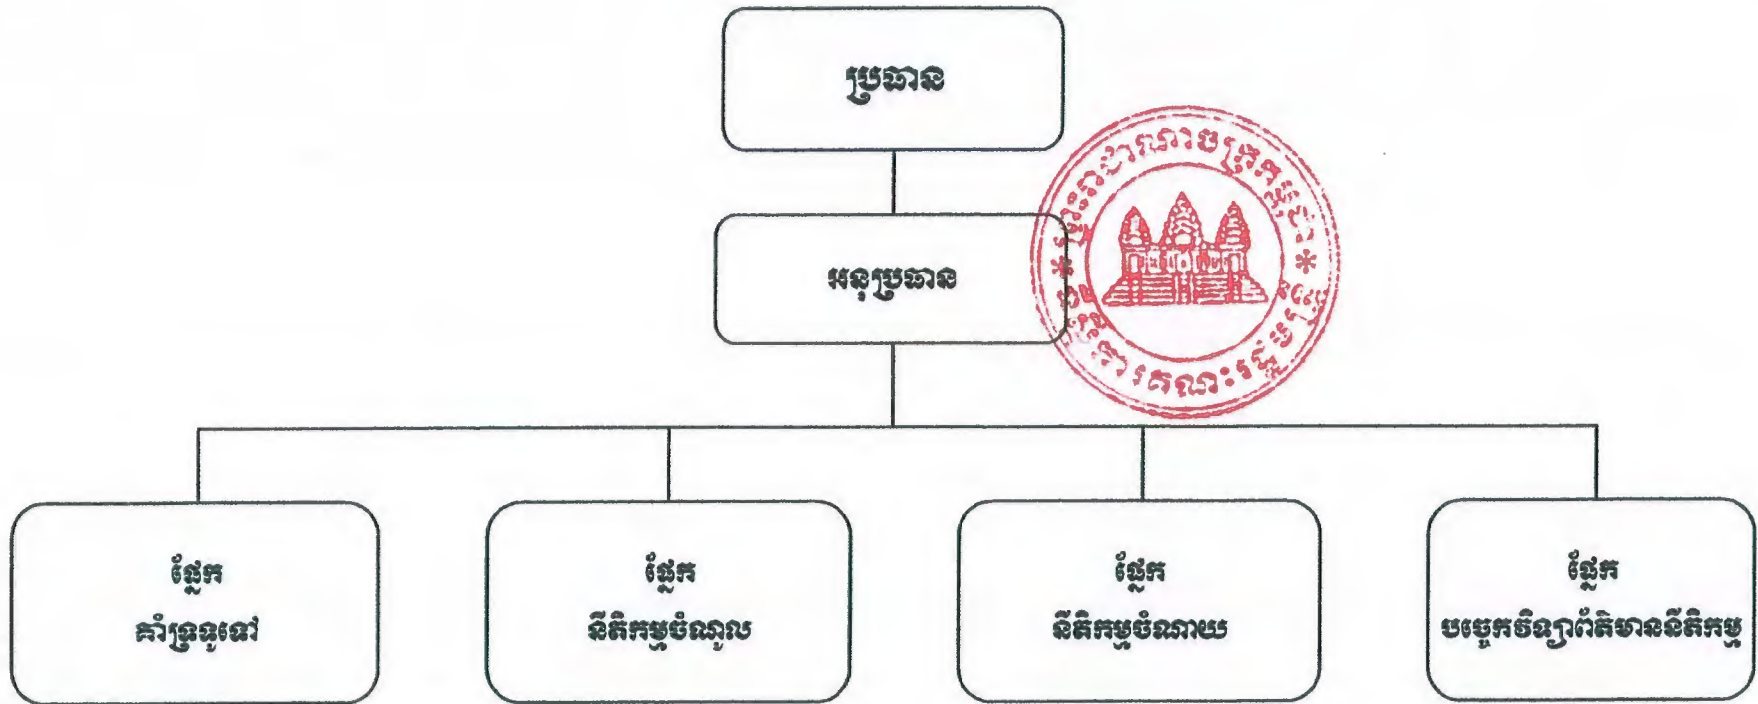 ប្រធាន
អនុប្រធាន
ផ្នែក
គាំទ្រទូទៅ
ផ្នែក
នីតិកម្មចំណូល
ផ្នែក
នីតិកម្មចំណាយ
ផ្នែក
បច្ចេកវិទ្យាព័ត៌មាននីតិកម្ម